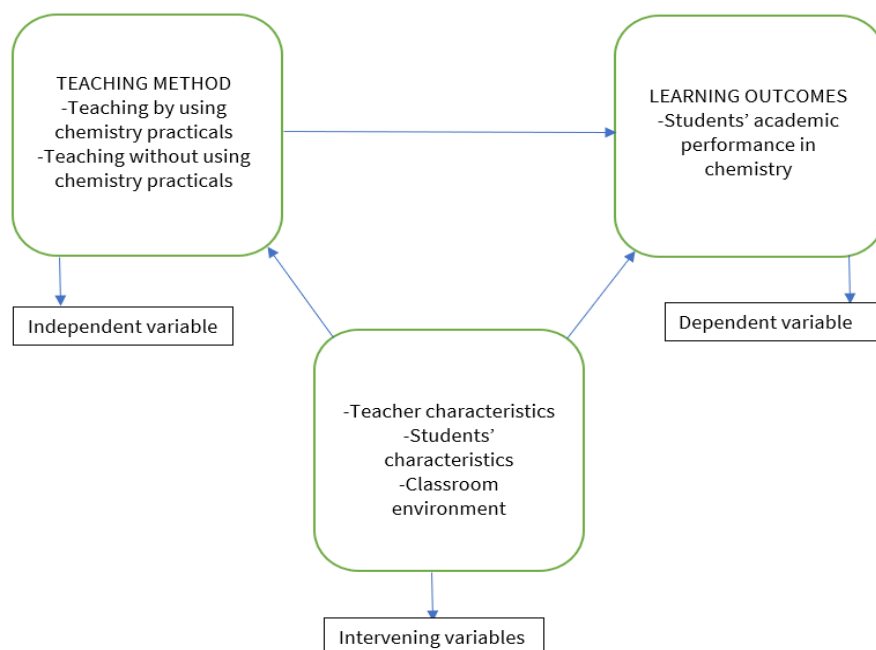 TEACHING METHOD
-Teaching by using
chemistry practicals
-Teaching without using
chemistry practicals
LEARNING OUTCOMES
-Students’ academic
performance in
chemistry
Independent variable
Dependent variable
-Teacher characteristics
-Students’
characteristics
-Classroom
environment
Intervening variables